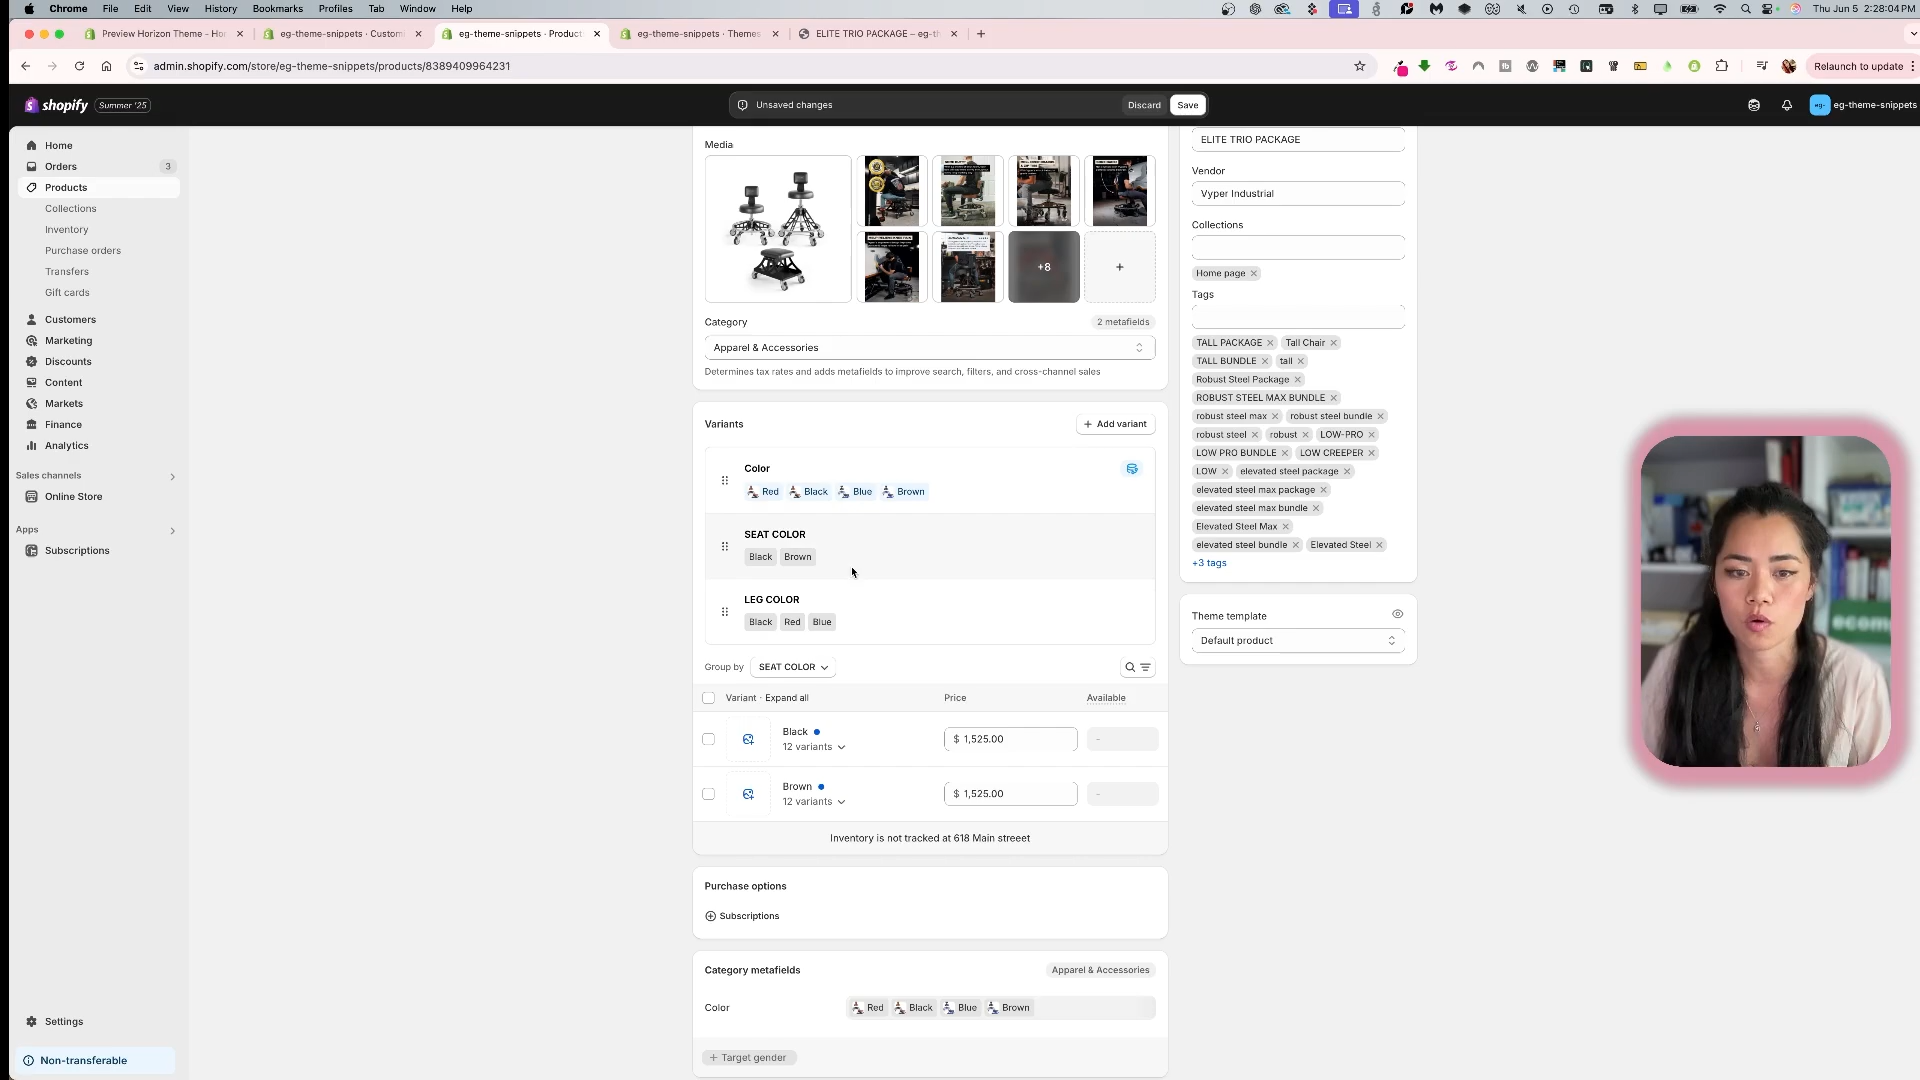 Chrome File Edit View History Bookmarks Profiles Tab Window Help Thu Jun 5 2:28:04 PM
Preview Horizon Theme - Hor eg-theme-snippets · Custom eg-theme-snippets · Product eg-theme-snippets · Themes ELITE TRIO PACKAGE – eg-th
admin.shopify.com/store/eg-theme-snippets/products/8389409964231 Relaunch to update
shopify Summer '25 Unsaved changes Discard Save eg-theme-snippets
Home
Orders 3
Products
Collections
Inventory
Purchase orders
Transfers
Gift cards
Customers
Marketing
Discounts
Content
Markets
Finance
Analytics
Sales channels
Online Store
Apps
Subscriptions
Settings
Non-transferable
Media
+8
Category 2 metafields
Apparel & Accessories
Determines tax rates and adds metafields to improve search, filters, and cross-channel sales
Variants Add variant
Color
Red Black Blue Brown
SEAT COLOR
Black Brown
LEG COLOR
Black Red Blue
Group by SEAT COLOR
Variant · Expand all Price Available
Black
12 variants $ 1,525.00 -
Brown
12 variants $ 1,525.00 -
Inventory is not tracked at 618 Main streeet
Purchase options
Subscriptions
Category metafields Apparel & Accessories
Color Red Black Blue Brown
+ Target gender
ELITE TRIO PACKAGE
Vendor
Vyper Industrial
Collections
Home page
Tags
TALL PACKAGE Tall Chair
TALL BUNDLE tall
Robust Steel Package
ROBUST STEEL MAX BUNDLE
robust steel max robust steel bundle
robust steel robust LOW-PRO
LOW PRO BUNDLE LOW CREEPER
LOW elevated steel package
elevated steel max package
elevated steel max bundle
Elevated Steel Max
elevated steel bundle Elevated Steel
+3 tags
Theme template
Default product
ecom